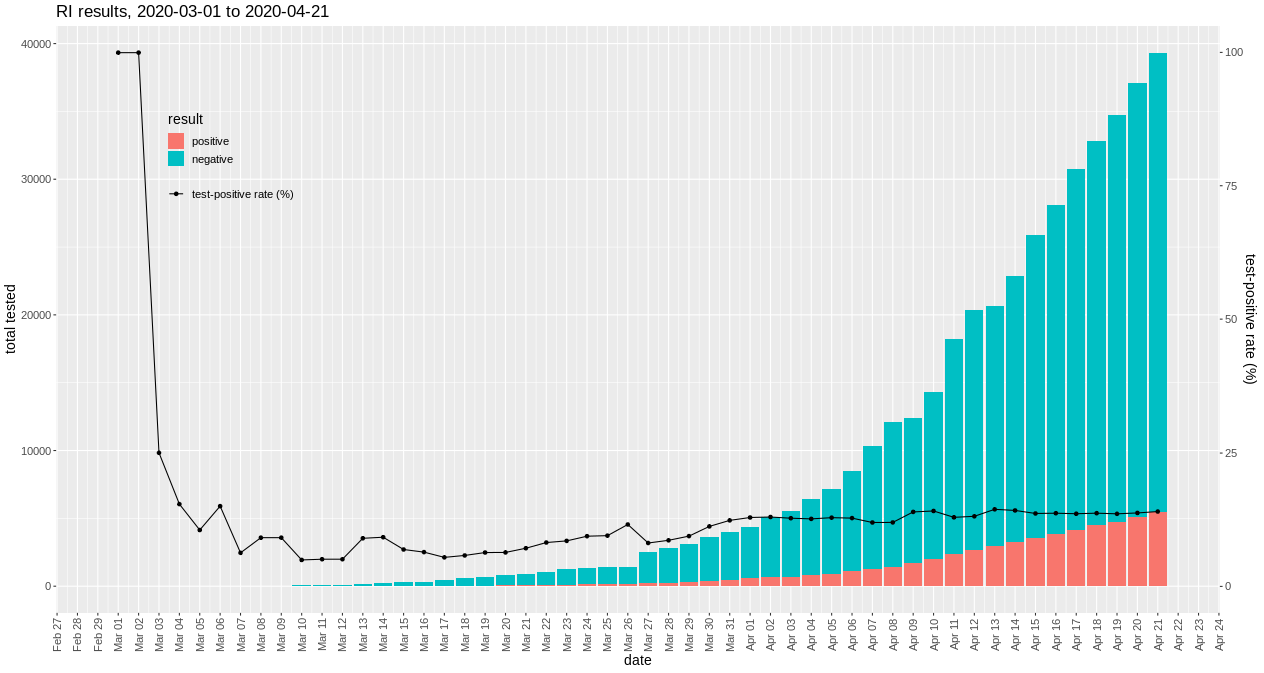 RI results, 2020-03-01 to 2020-04-21
40000
30000
20000
10000
0
total tested
result
positive
negative
test-positive rate (%)
100
75
50
25
0
test-positive rate (%)
Feb 27
Feb 28
Feb 29
Mar 01
Mar 02
Mar 03
Mar 04
Mar 05
Mar 06
Mar 07
Mar 08
Mar 09
Mar 10
Mar 11
Mar 12
Mar 13
Mar 14
Mar 15
Mar 16
Mar 17
Mar 18
Mar 19
Mar 20
Mar 21
Mar 22
Mar 23
Mar 24
Mar 25
Mar 26
Mar 27
Mar 28
Mar 29
Mar 30
Mar 31
Apr 01
Apr 02
Apr 03
Apr 04
Apr 05
Apr 06
Apr 07
Apr 08
Apr 09
Apr 10
Apr 11
Apr 12
Apr 13
Apr 14
Apr 15
Apr 16
Apr 17
Apr 18
Apr 19
Apr 20
Apr 21
Apr 22
Apr 23
Apr 24
date